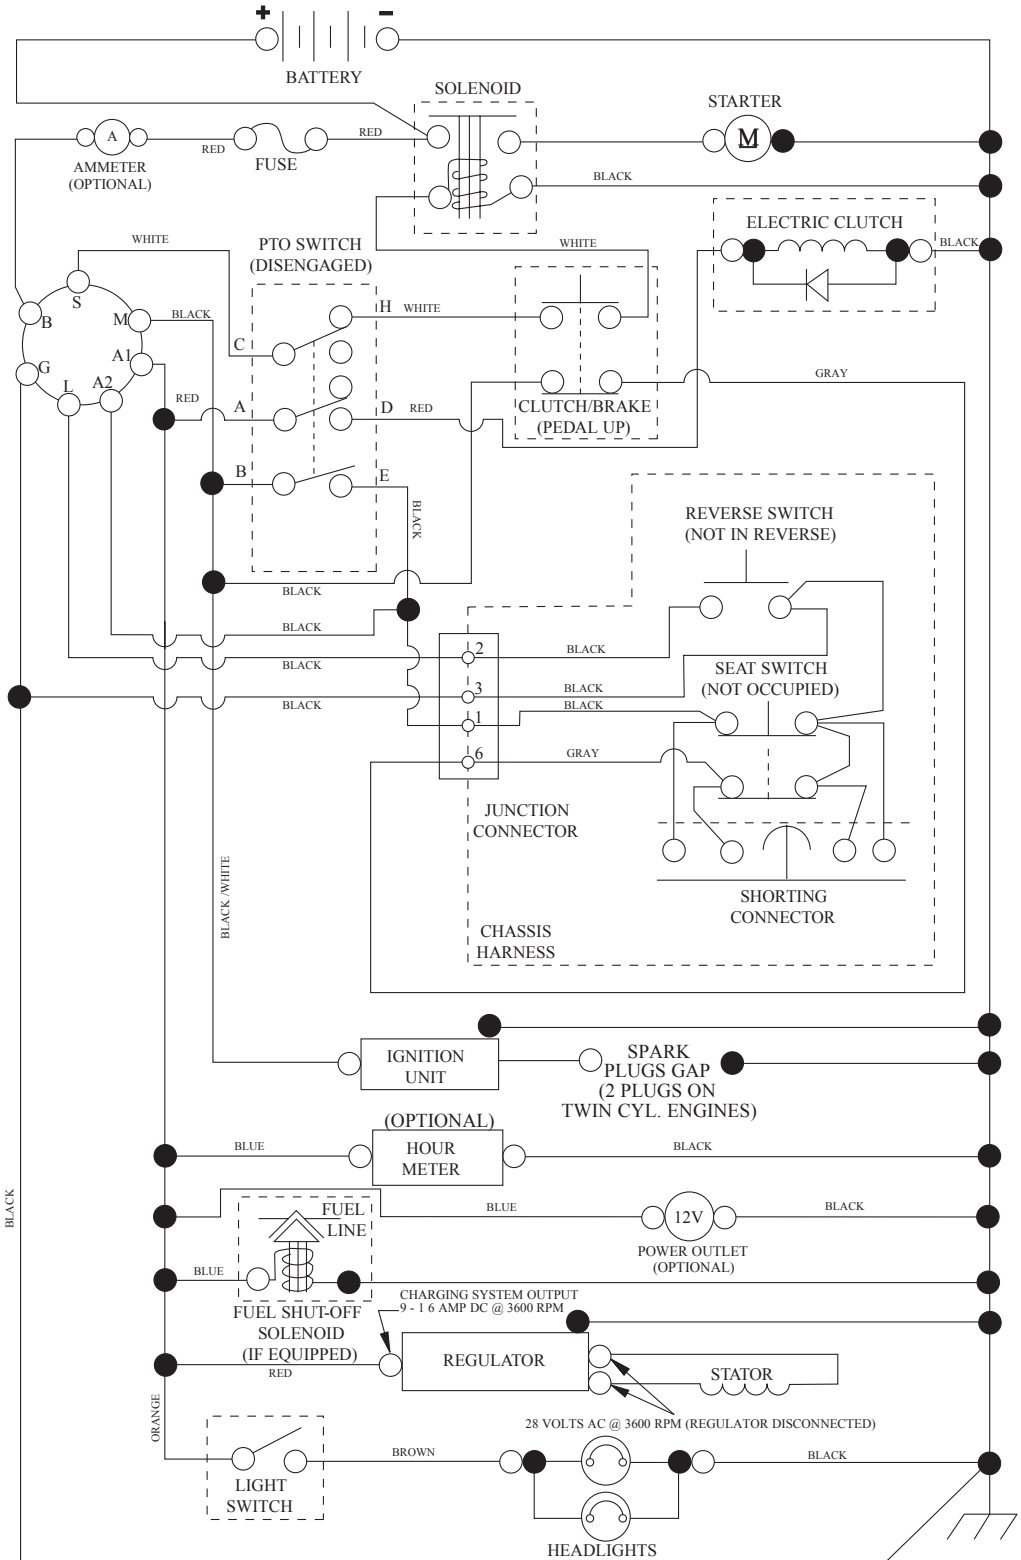 + −
BATTERY
SOLENOID
STARTER
A
RED
FUSE
RED
M
AMMETER
(OPTIONAL)
BLACK
ELECTRIC CLUTCH
BLACK
WHITE
PTO SWITCH
(DISENGAGED)
WHITE
S
B
M
BLACK
G
A1
L
A2
H
WHITE
C
RED
A
D
RED
B
E
CLUTCH/BRAKE
(PEDAL UP)
GRAY
BLACK
REVERSE SWITCH
(NOT IN REVERSE)
BLACK
BLACK
BLACK
2
BLACK
SEAT SWITCH
(NOT OCCUPIED)
3
BLACK
BLACK
BLACK
1
6
GRAY
JUNCTION
CONNECTOR
SHORTING
CONNECTOR
BLACK /WHITE
CHASSIS
HARNESS
IGNITION
UNIT
SPARK
PLUGS GAP
(2 PLUGS ON
TWIN CYL. ENGINES)
(OPTIONAL)
BLUE
HOUR
METER
BLACK
BLACK
FUEL
LINE
BLUE
12V
BLACK
POWER OUTLET
(OPTIONAL)
BLUE
CHARGING SYSTEM OUTPUT
9 - 1 6 AMP DC @ 3600 RPM
FUEL SHUT-OFF
SOLENOID
(IF EQUIPPED)
RED
REGULATOR
STATOR
28 VOLTS AC @ 3600 RPM (REGULATOR DISCONNECTED)
ORANGE
BROWN
BLACK
LIGHT
SWITCH
HEADLIGHTS